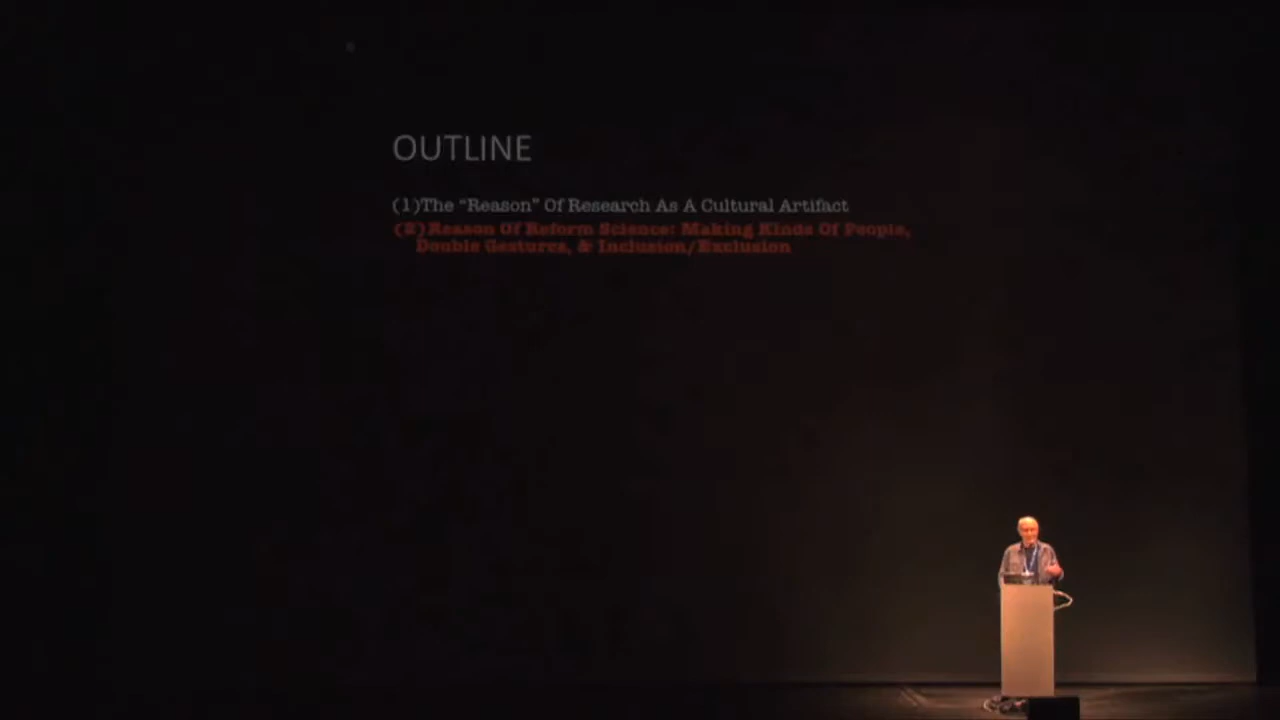 OUTLINE
(1)The “Reason” Of Research As A Cultural Artifact
(2)Reason Of Reform Science: Making Kinds Of People,
Double Gestures, & Inclusion/Exclusion